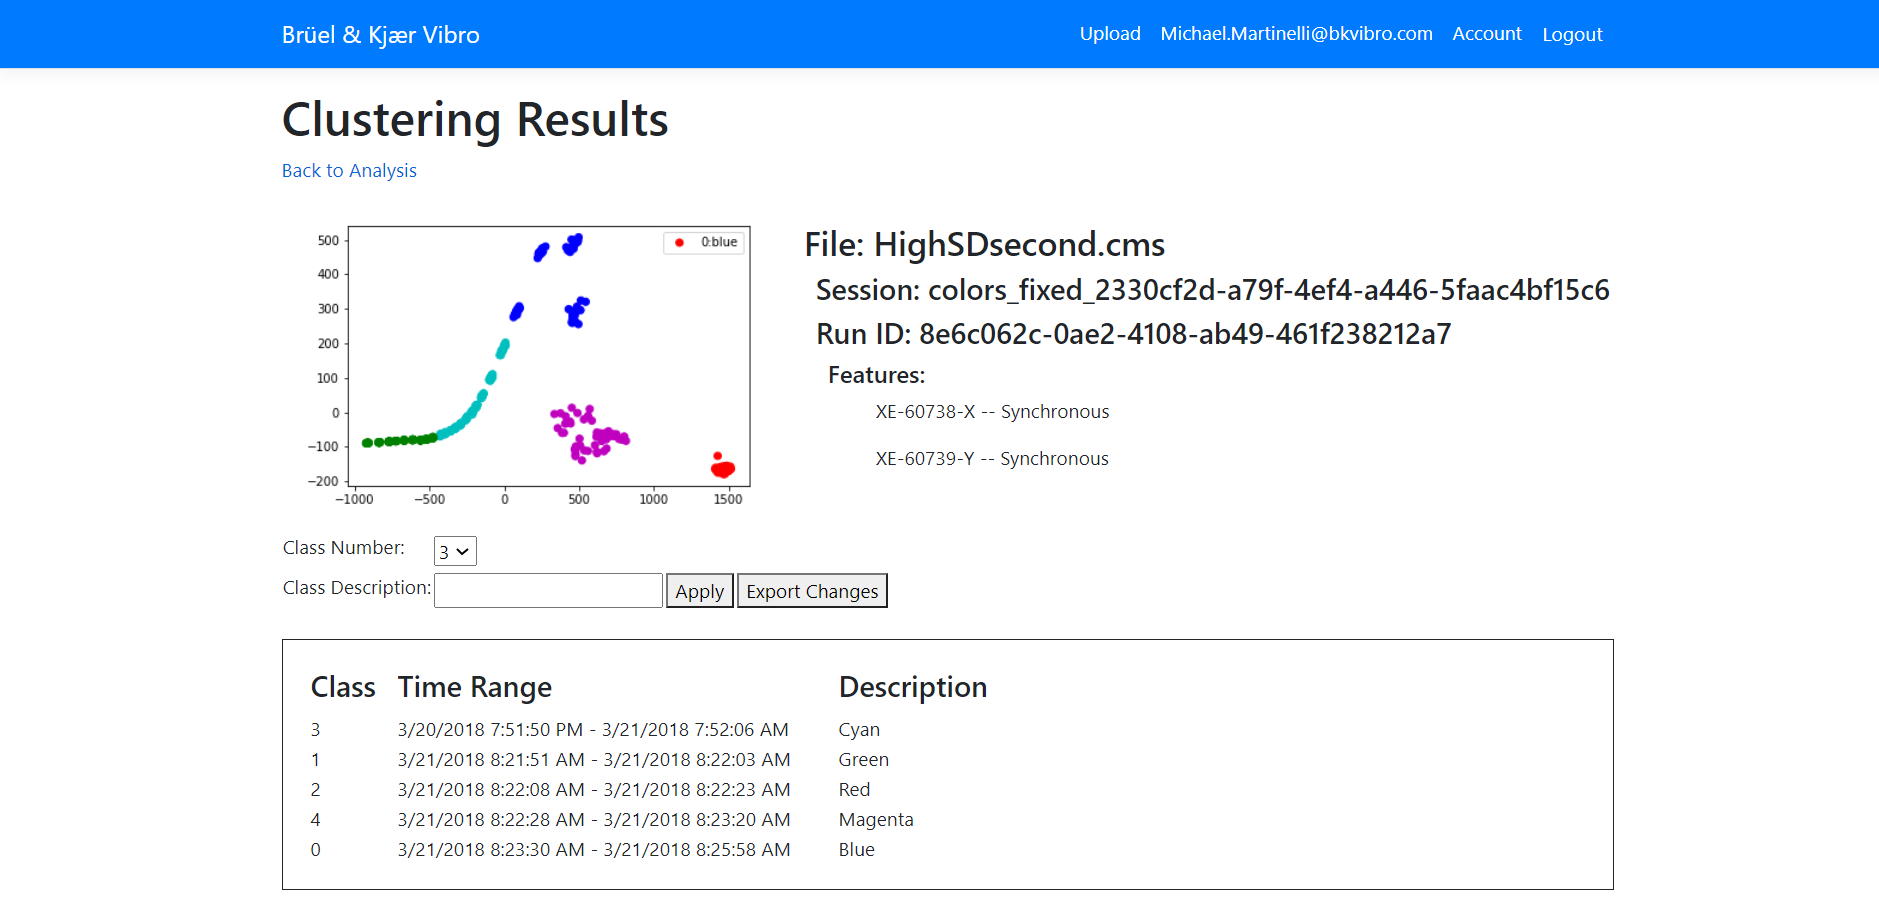 Brüel & Kjær Vibro
Upload Michael.Martinelli@bkvibro.com Account Logout
Clustering Results
Back to Analysis
0:blue
500
400
300
200
100
0
−100
−200
−1000 −500 0 500 1000 1500
File: HighSDsecond.cms
Session: colors_fixed_2330cf2d-a79f-4ef4-a446-5faac4bf15c6
Run ID: 8e6c062c-0ae2-4108-ab49-461f238212a7
Features:
XE-60738-X -- Synchronous
XE-60739-Y -- Synchronous
Class Number: 3
Class Description: Apply Export Changes
Class Time Range Description
3 3/20/2018 7:51:50 PM - 3/21/2018 7:52:06 AM Cyan
1 3/21/2018 8:21:51 AM - 3/21/2018 8:22:03 AM Green
2 3/21/2018 8:22:08 AM - 3/21/2018 8:22:23 AM Red
4 3/21/2018 8:22:28 AM - 3/21/2018 8:23:20 AM Magenta
0 3/21/2018 8:23:30 AM - 3/21/2018 8:25:58 AM Blue